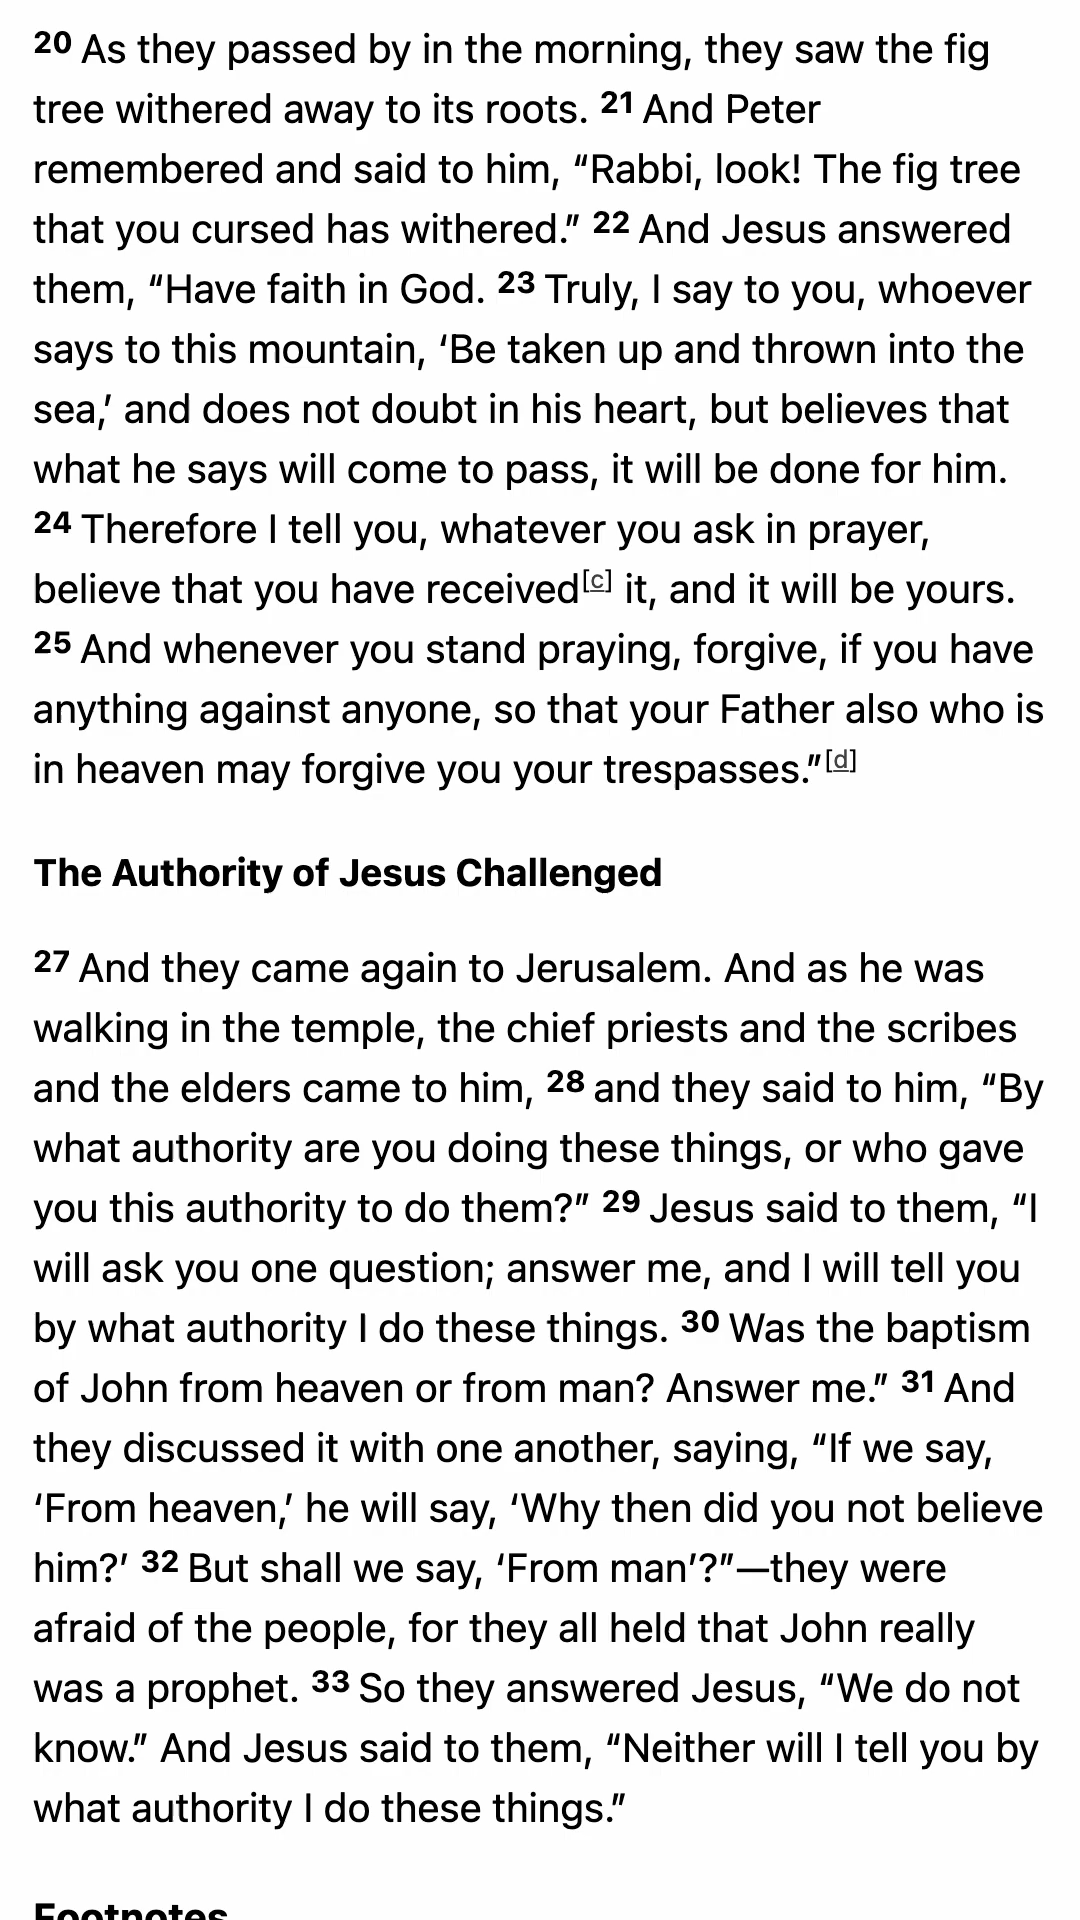 20 As they passed by in the morning, they saw the fig
tree withered away to its roots. 21 And Peter
remembered and said to him, “Rabbi, look! The fig tree
that you cursed has withered.” 22 And Jesus answered
them, “Have faith in God. 23 Truly, I say to you, whoever
says to this mountain, ‘Be taken up and thrown into the
sea,’ and does not doubt in his heart, but believes that
what he says will come to pass, it will be done for him.
24 Therefore I tell you, whatever you ask in prayer,
believe that you have received[c] it, and it will be yours.
25 And whenever you stand praying, forgive, if you have
anything against anyone, so that your Father also who is
in heaven may forgive you your trespasses.”[d]
The Authority of Jesus Challenged
27 And they came again to Jerusalem. And as he was
walking in the temple, the chief priests and the scribes
and the elders came to him, 28 and they said to him, “By
what authority are you doing these things, or who gave
you this authority to do them?” 29 Jesus said to them, “I
will ask you one question; answer me, and I will tell you
by what authority I do these things. 30 Was the baptism
of John from heaven or from man? Answer me.” 31 And
they discussed it with one another, saying, “If we say,
‘From heaven,’ he will say, ‘Why then did you not believe
him?’ 32 But shall we say, ‘From man’?”—they were
afraid of the people, for they all held that John really
was a prophet. 33 So they answered Jesus, “We do not
know.” And Jesus said to them, “Neither will I tell you by
what authority I do these things.”
Footnotes